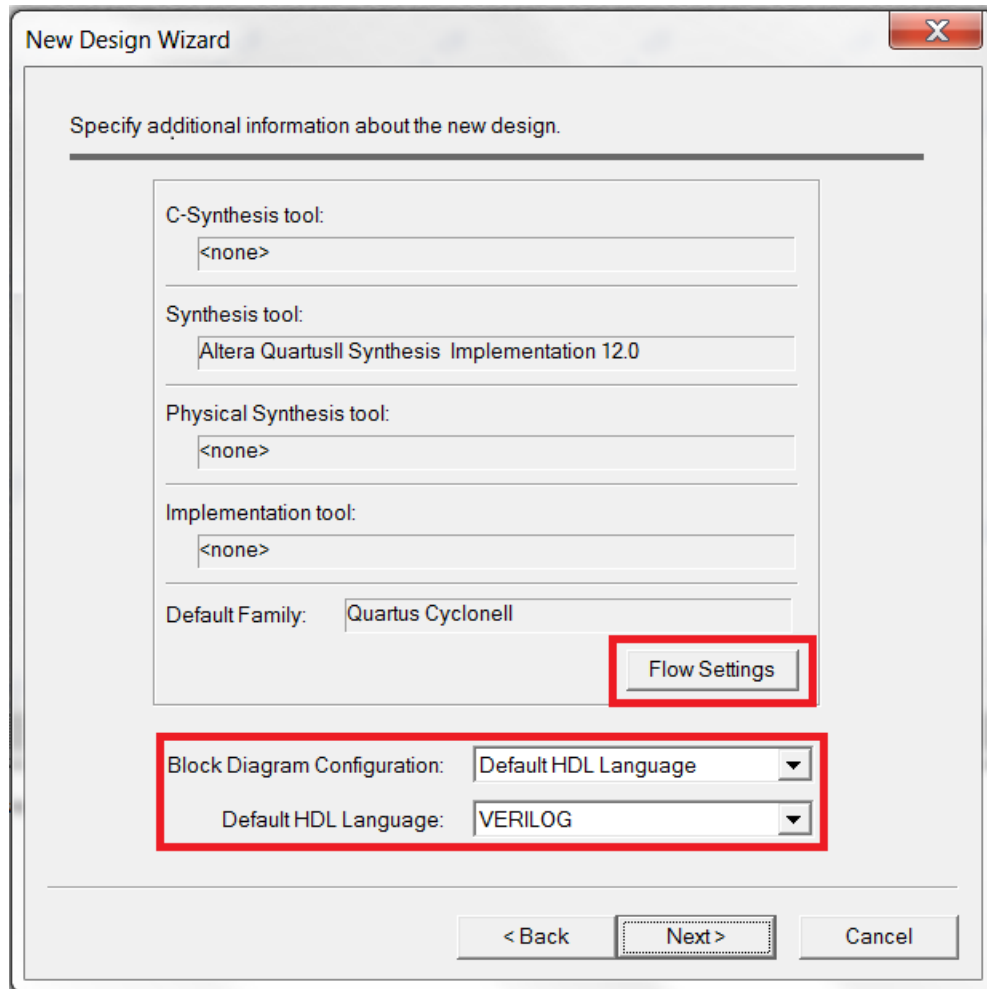 New Design Wizard
X
Specify additional information about the new design.
C-Synthesis tool:
<none>
Synthesis tool:
Altera QuartusII Synthesis Implementation 12.0
Physical Synthesis tool:
<none>
Implementation tool:
<none>
Default Family: Quartus CycloneII
Flow Settings
Block Diagram Configuration: Default HDL Language
Default HDL Language: VERILOG
< Back Next > Cancel